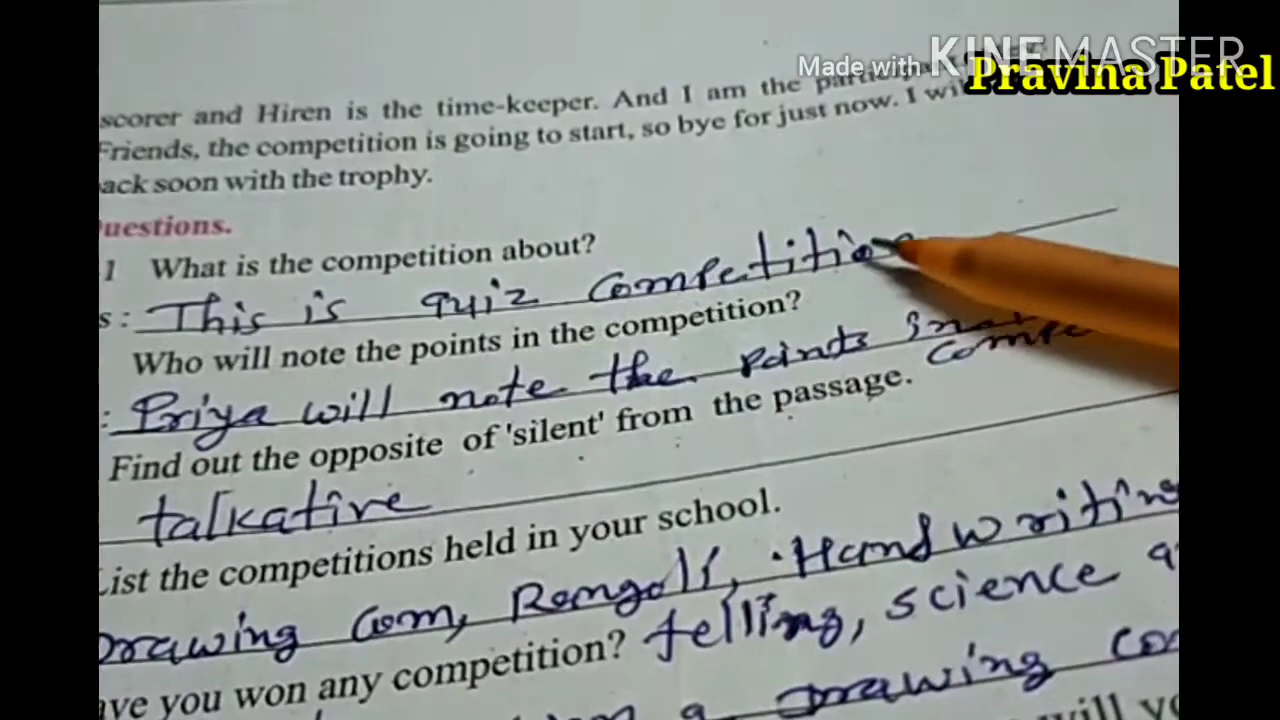 Made with KINEMASTER
Pravina Patel
scorer and Hiren is the time-keeper. And I am the
Friends, the competition is going to start, so bye for just now. I
ack soon with the trophy.
uestions.
1 What is the competition about?
s : This is quiz competition
Who will note the points in the competition?
: Priya will note the points
compe
Find out the opposite of 'silent' from the passage.
talkative
List the competitions held in your school.
Drawing com, Rangoli, Handwriting
telling, science
ave you won any competition?
a Drawing
will